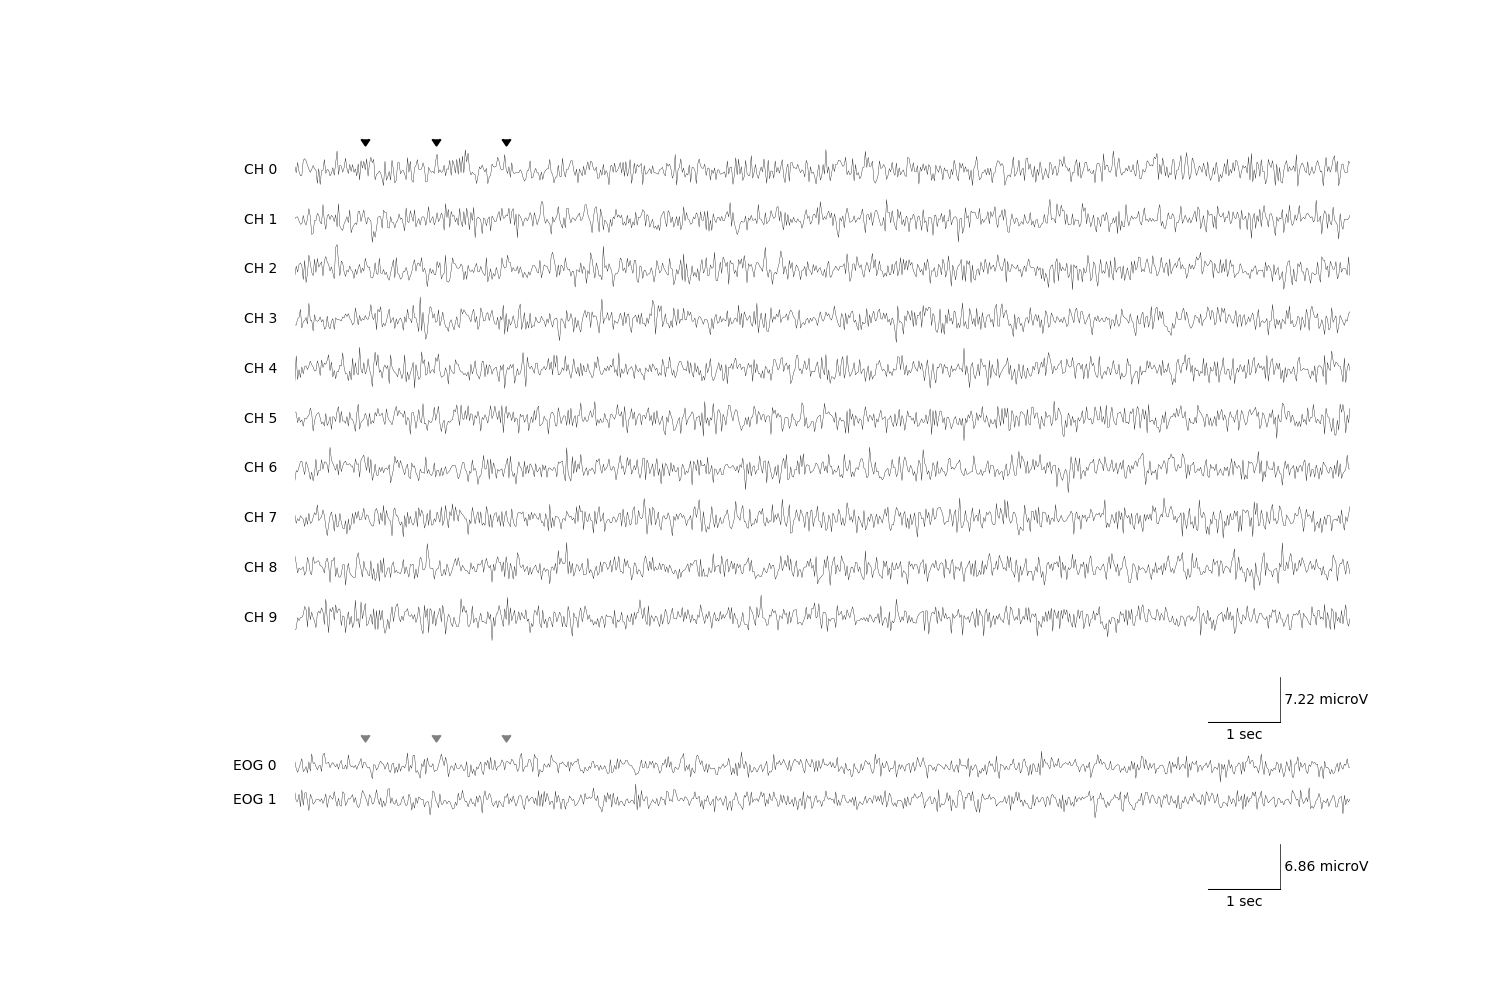 CH 0
CH 1
CH 2
CH 3
CH 4
CH 5
CH 6
CH 7
CH 8
CH 9
7.22 microV
1 sec
EOG 0
EOG 1
6.86 microV
1 sec